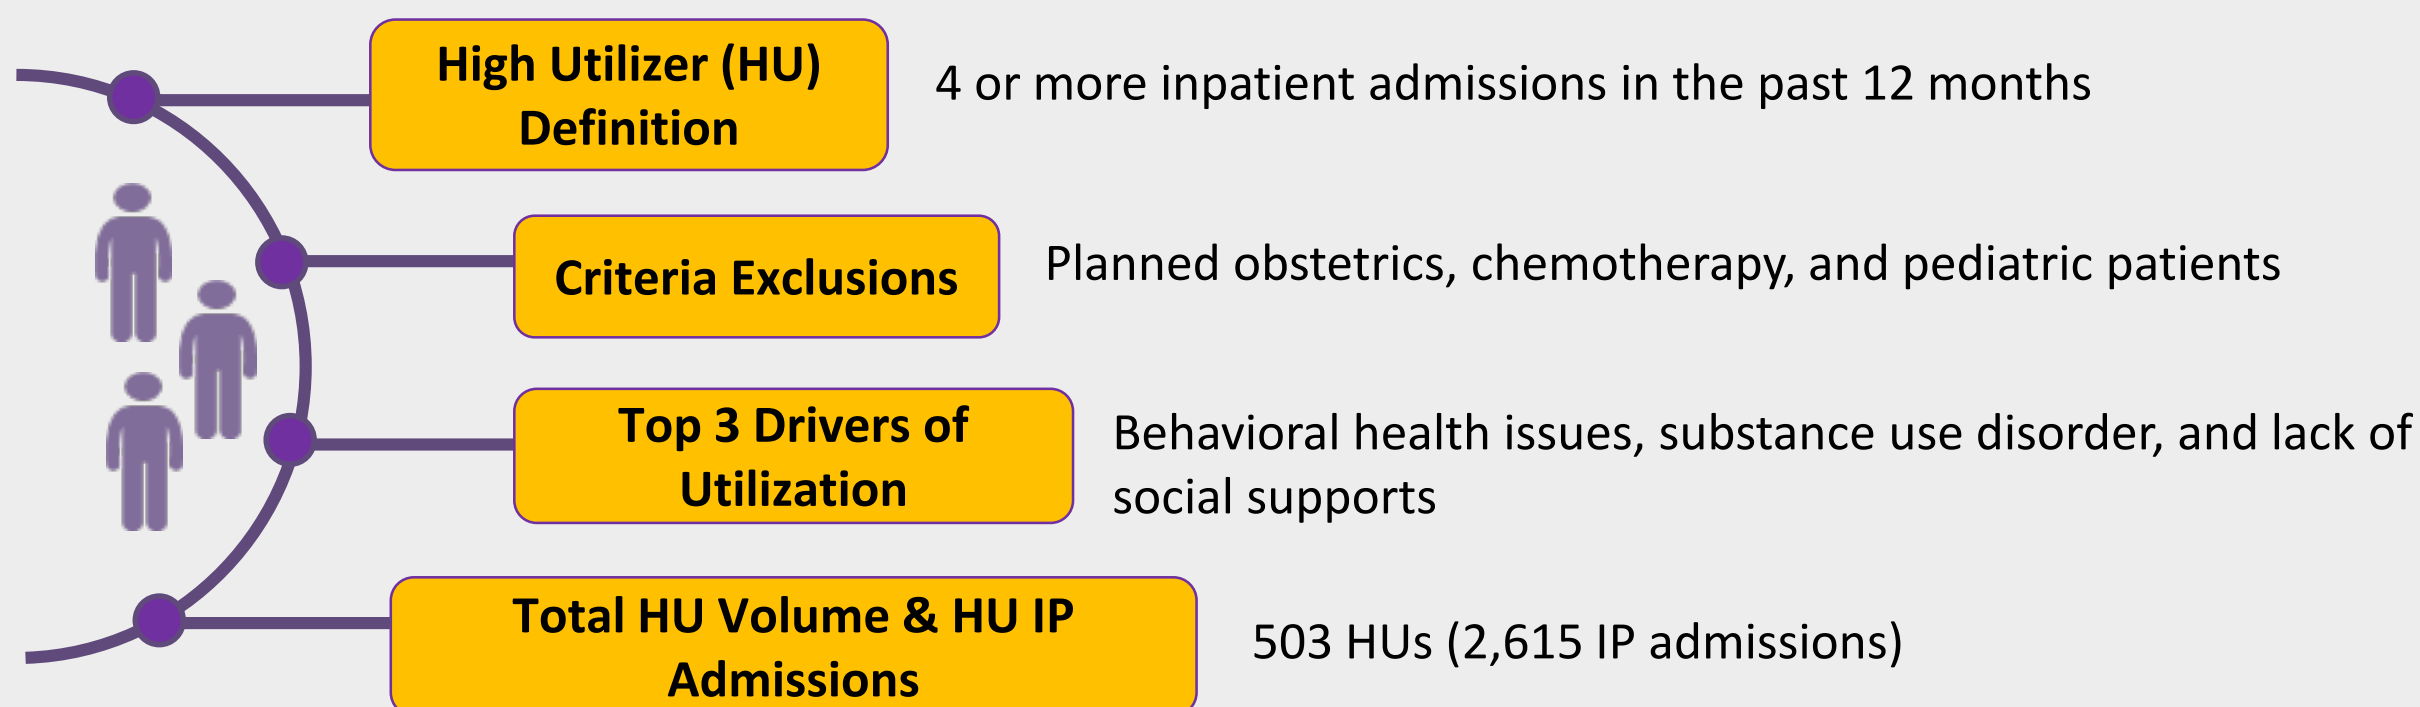 High Utilizer (HU)
Definition
4 or more inpatient admissions in the past 12 months
Criteria Exclusions
Planned obstetrics, chemotherapy, and pediatric patients
Top 3 Drivers of
Utilization
Behavioral health issues, substance use disorder, and lack of
social supports
Total HU Volume & HU IP
Admissions
503 HUs (2,615 IP admissions)